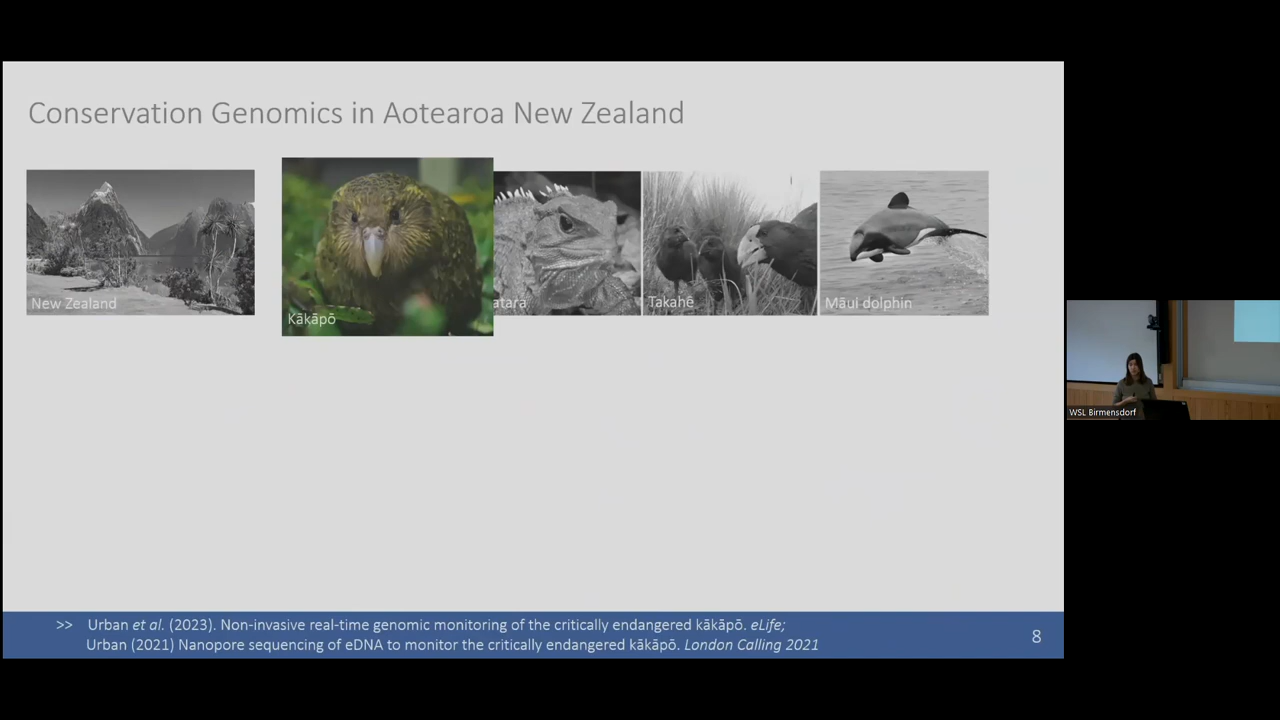 Conservation Genomics in Aotearoa New Zealand
New Zealand
Kākāpō
atara
Takahē
Māui dolphin
WSL Birmensdorf
>> Urban et al. (2023). Non-invasive real-time genomic monitoring of the critically endangered kākāpō. eLife;
Urban (2021) Nanopore sequencing of eDNA to monitor the critically endangered kākāpō. London Calling 2021
8